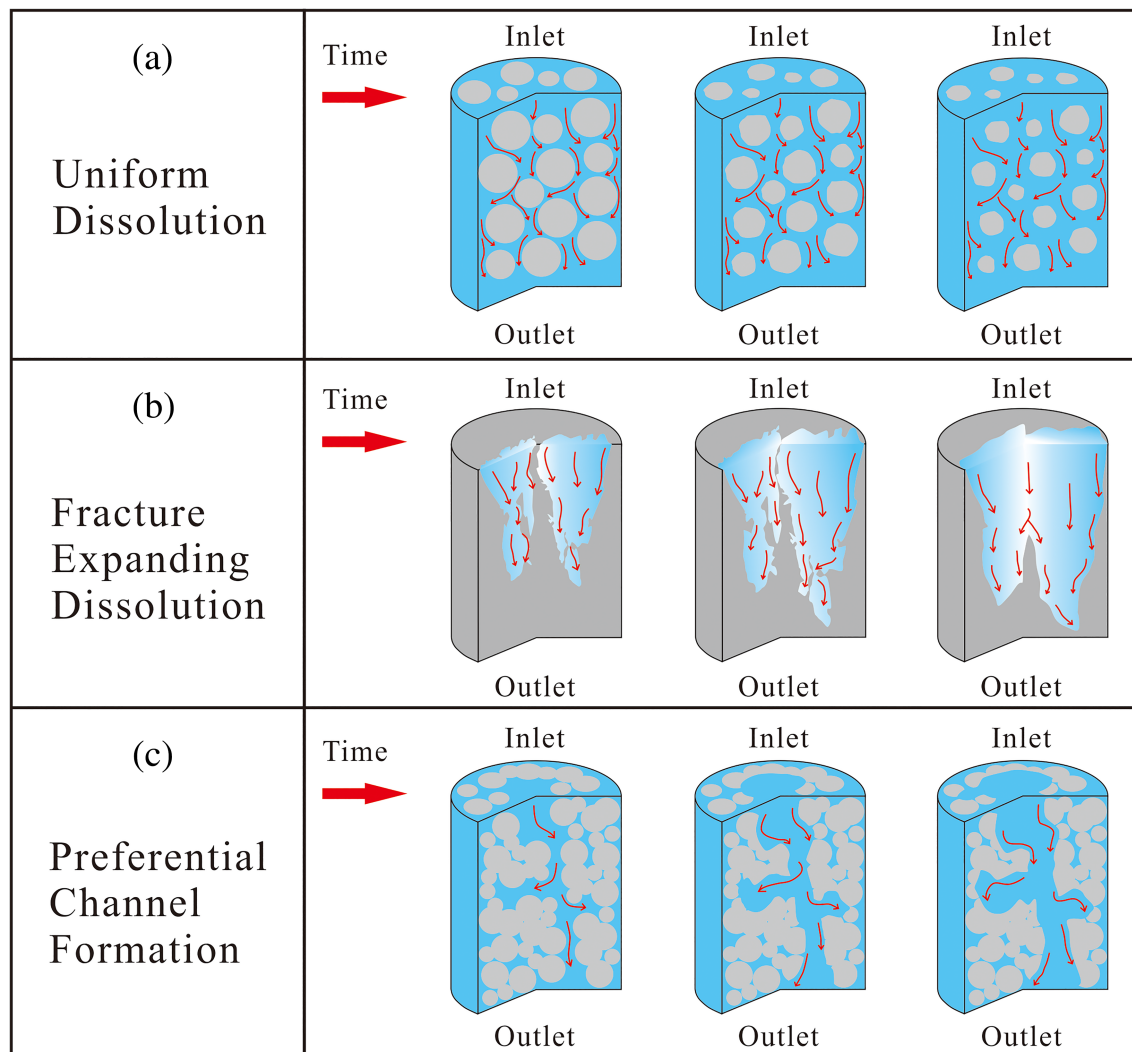 (a)
Uniform
Dissolution
Time
Inlet
Inlet
Inlet
Outlet
Outlet
Outlet
(b)
Fracture
Expanding
Dissolution
Time
Inlet
Inlet
Inlet
Outlet
Outlet
Outlet
(c)
Preferential
Channel
Formation
Time
Inlet
Inlet
Inlet
Outlet
Outlet
Outlet